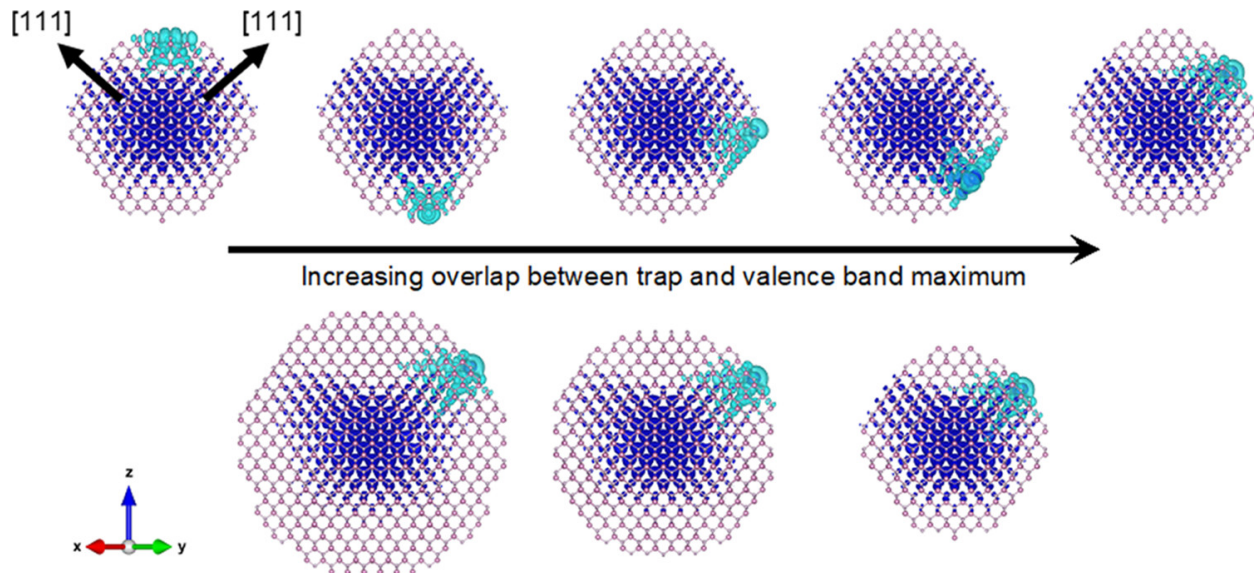 [111] [111]
Increasing overlap between trap and valence band maximum
z
x y